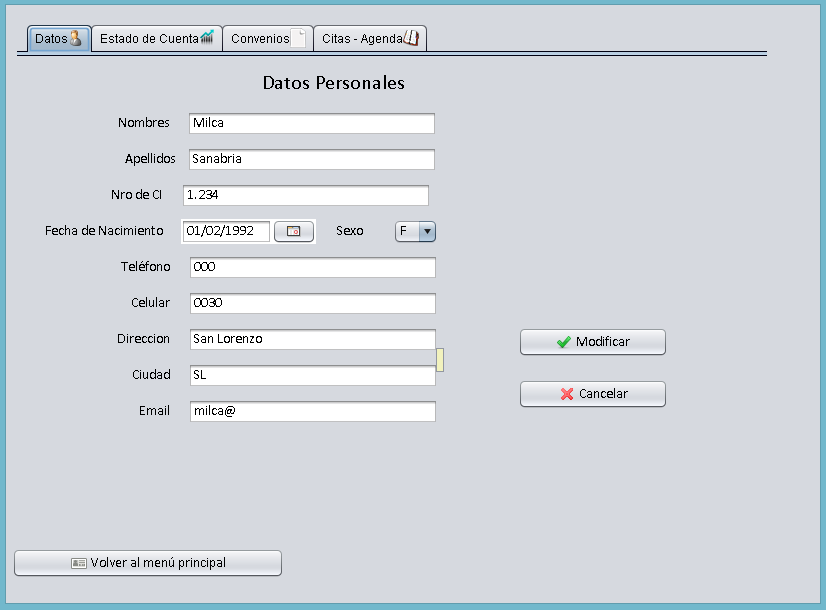 Datos Estado de Cuenta Convenios Citas - Agenda
Datos Personales
Nombres Milca
Apellidos Sanabria
Nro de CI 1.234
Fecha de Nacimiento 01/02/1992 Sexo F
Teléfono 000
Celular 0030
Direccion San Lorenzo
Modificar
Ciudad SL
Cancelar
Email milca@
Volver al menú principal